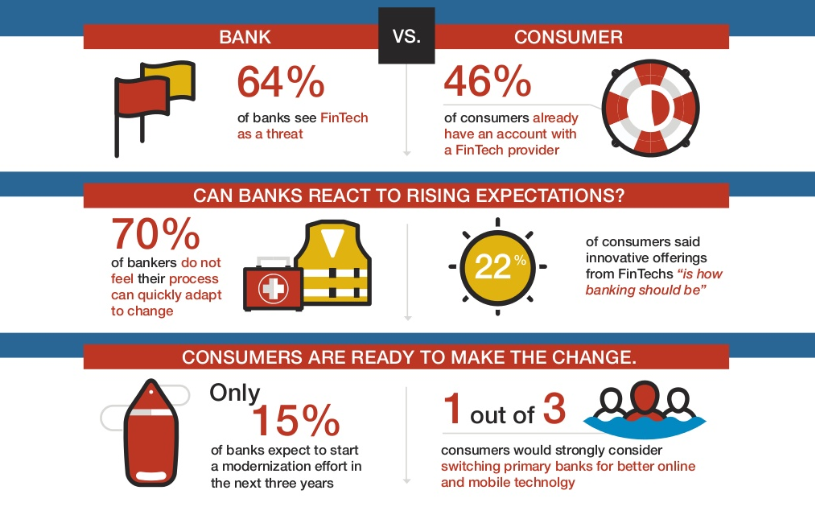 BANK
VS.
CONSUMER
64%
of banks see FinTech
as a threat
46%
of consumers already
have an account with
a FinTech provider
CAN BANKS REACT TO RISING EXPECTATIONS?
70%
of bankers do not
feel their process
can quickly adapt
to change
22%
of consumers said
innovative offerings
from FinTechs “is how
banking should be”
CONSUMERS ARE READY TO MAKE THE CHANGE.
Only
15%
of banks expect to start
a modernization effort in
the next three years
1 out of 3
consumers would strongly consider
switching primary banks for better online
and mobile technolgy